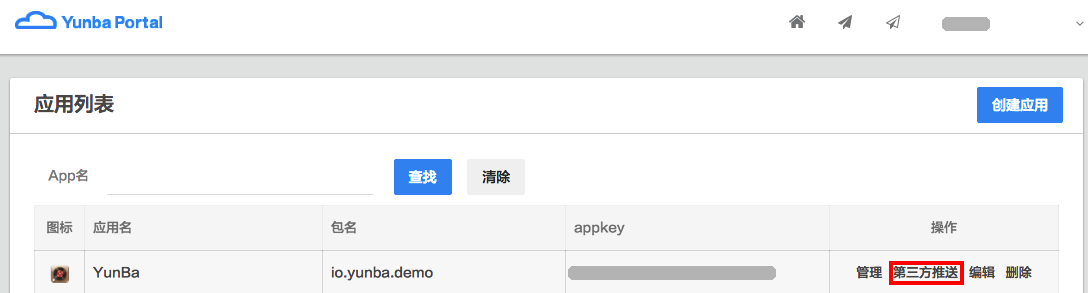 Yunba Portal
应用列表
创建应用
App名
查找
清除
图标 应用名 包名 appkey 操作
YunBa io.yunba.demo 管理 第三方推送 编辑 删除